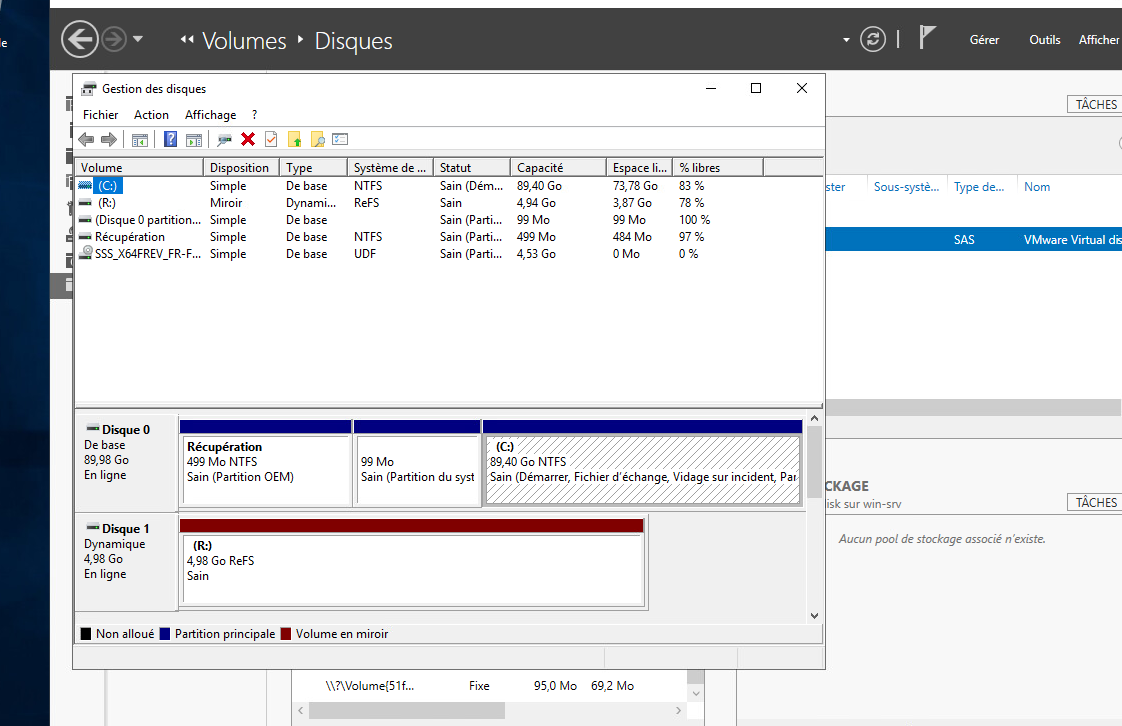 le
Volumes
Disques
Gérer
Outils
Afficher
Gestion des disques
Fichier Action Affichage ?
TÂCHES
Volume Disposition Type Système de ... Statut Capacité Espace li... % libres
(C:) Simple De base NTFS Sain (Dém... 89,40 Go 73,78 Go 83 %
(R:) Miroir Dynami... ReFS Sain 4,94 Go 3,87 Go 78 %
(Disque 0 partition... Simple De base Sain (Parti... 99 Mo 99 Mo 100 %
Récupération Simple De base NTFS Sain (Parti... 499 Mo 484 Mo 97 %
SSS_X64FREV_FR-F... Simple De base UDF Sain (Parti... 4,53 Go 0 Mo 0 %
ster Sous-systè... Type de... Nom
SAS VMware Virtual dis
Disque 0
De base
89,98 Go
En ligne
Récupération
499 Mo NTFS
Sain (Partition OEM)
99 Mo
Sain (Partition du syst
(C:)
89,40 Go NTFS
Sain (Démarrer, Fichier d'échange, Vidage sur incident, Par
Disque 1
Dynamique
4,98 Go
En ligne
(R:)
4,98 Go ReFS
Sain
CKAGE
isk sur win-srv
TÂCHES
Aucun pool de stockage associé n'existe.
Non alloué Partition principale Volume en miroir
\\?\Volume{51f... Fixe 95,0 Mo 69,2 Mo